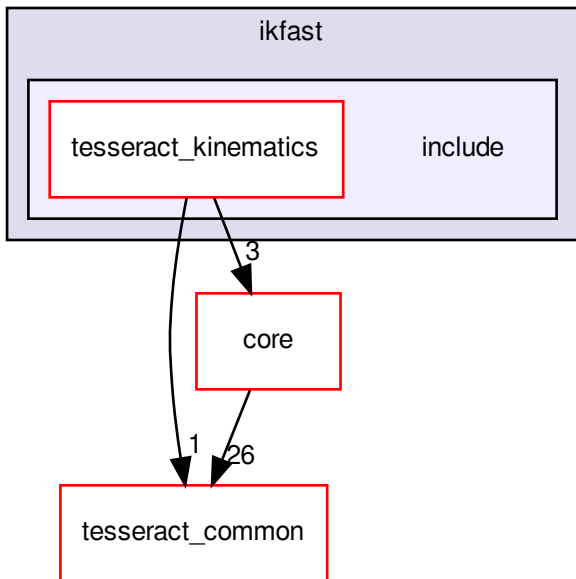 ikfast
tesseract_kinematics
include
3
core
1
26
tesseract_common